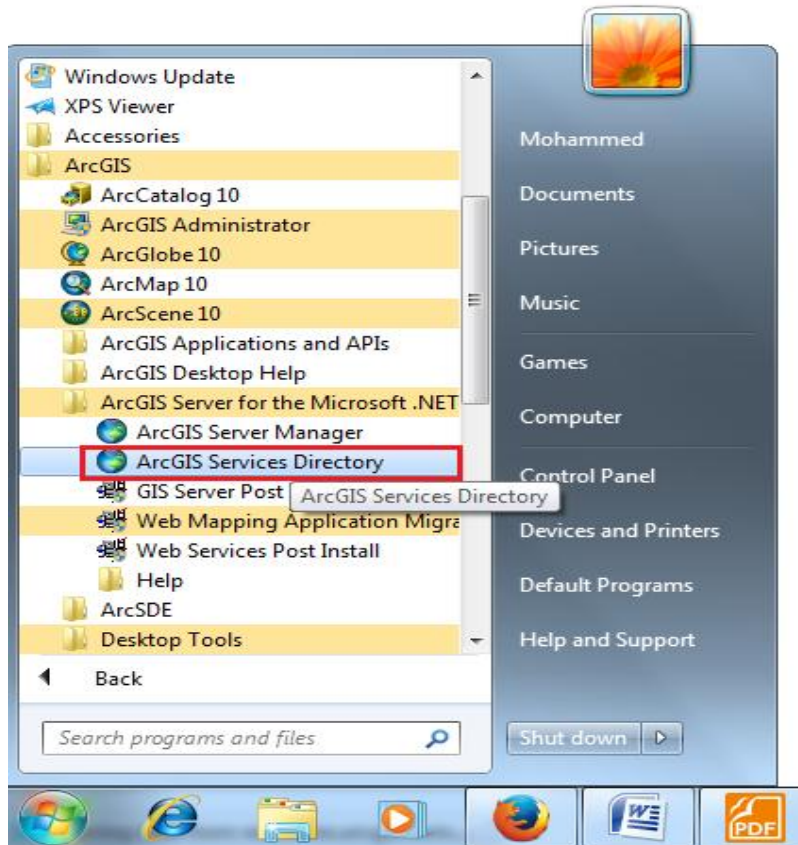 Windows Update
XPS Viewer
Accessories
ArcGIS
ArcCatalog 10
ArcGIS Administrator
ArcGlobe 10
ArcMap 10
ArcScene 10
ArcGIS Applications and APIs
ArcGIS Desktop Help
ArcGIS Server for the Microsoft .NET
ArcGIS Server Manager
ArcGIS Services Directory
GIS Server Post
ArcGIS Services Directory
Web Mapping Application Migra
Web Services Post Install
Help
ArcSDE
Desktop Tools
Back
Search programs and files
Mohammed
Documents
Pictures
Music
Games
Computer
Control Panel
Devices and Printers
Default Programs
Help and Support
Shut down
W
PDF